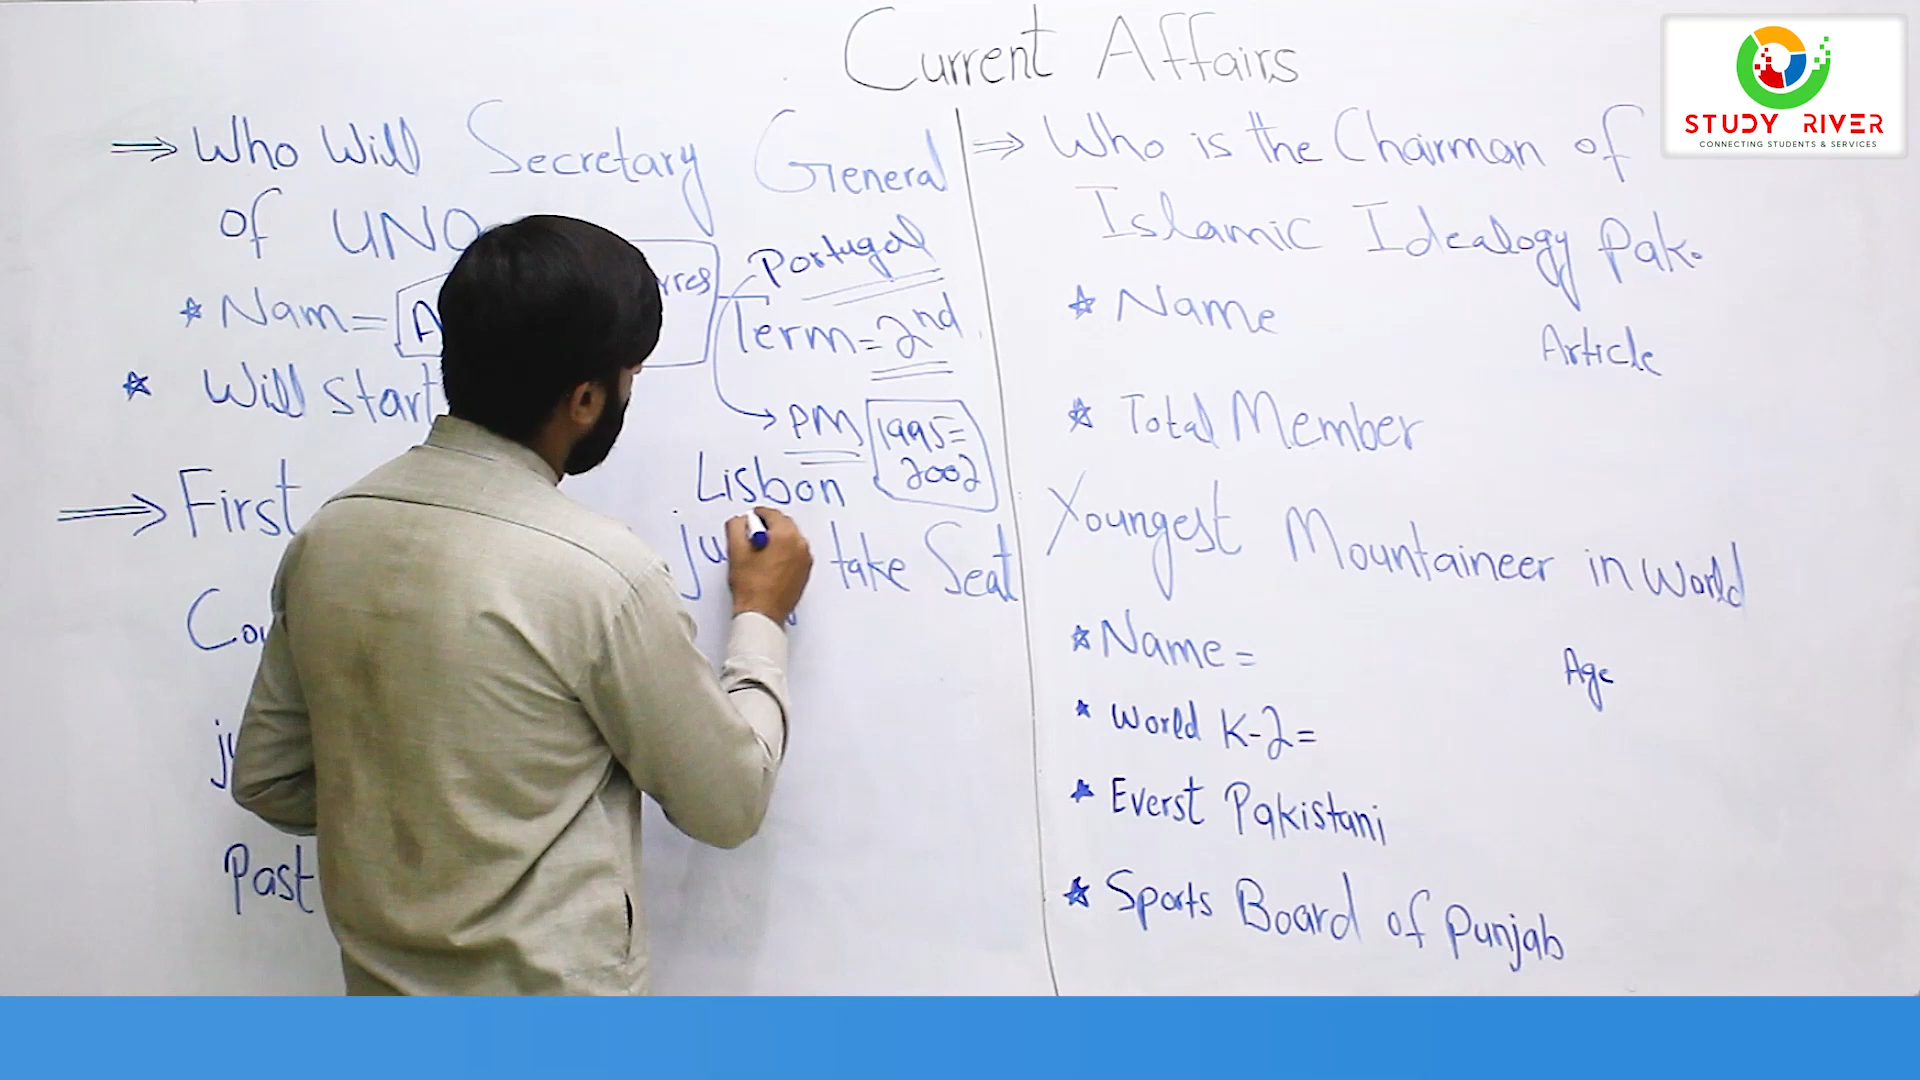 Current Affairs
STUDY RIVER
CONNECTING STUDENTS & SERVICES
⇒ Who Will Secretary General
of UNO
Portugal
* Nam = A rres
Term = 2nd
* Will start
→ PM 1995=
2002
Lisbon
⇒ First
take Seat
Past
⇒ Who is the Chairman of
Islamic Idealogy Pak.
* Name
Article
* Total Member
Youngest Mountaineer in World
* Name =
Age
* World K-2 =
* Everst Pakistani
* Sports Board of Punjab